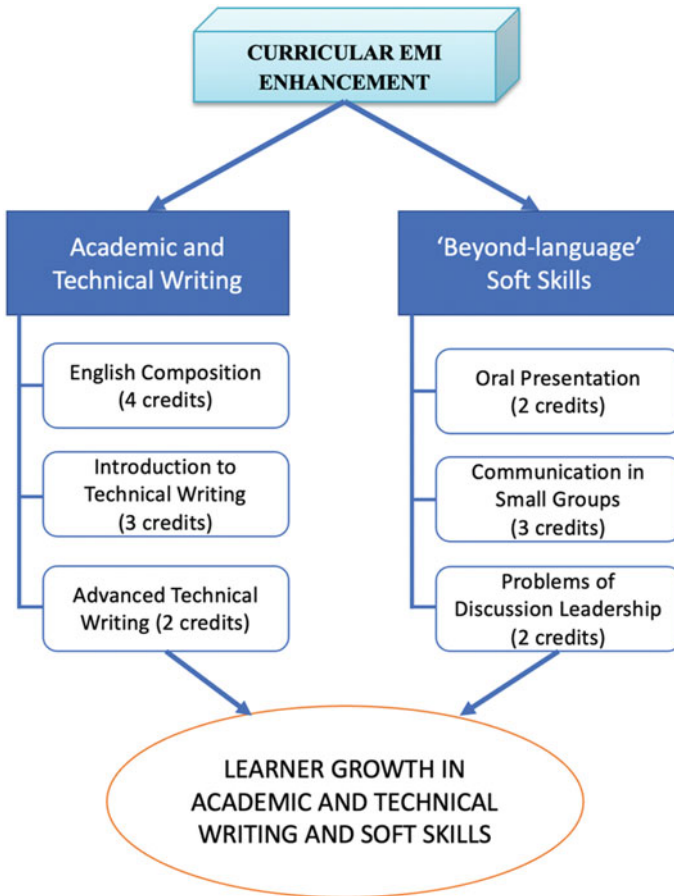 CURRICULAR EMI
ENHANCEMENT
Academic and
Technical Writing
English Composition
(4 credits)
Introduction to
Technical Writing
(3 credits)
Advanced Technical
Writing (2 credits)
‘Beyond-language’
Soft Skills
Oral Presentation
(2 credits)
Communication in
Small Groups
(3 credits)
Problems of
Discussion Leadership
(2 credits)
LEARNER GROWTH IN
ACADEMIC AND TECHNICAL
WRITING AND SOFT SKILLS